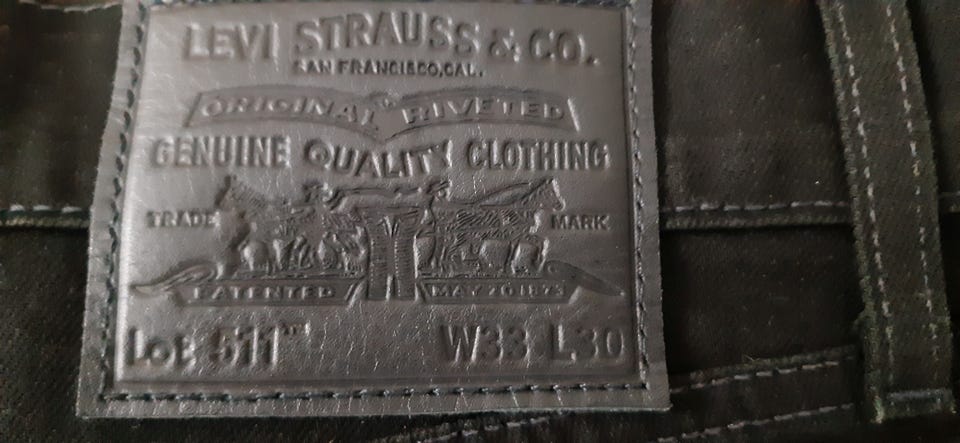 LEVI STRAUSS & CO.
SAN FRANCISCO, CAL.
ORIGINAL RIVETED
GENUINE QUALITY CLOTHING
TRADE MARK
PATENTED MAY 20 1873
Lot 511™ W33 L30